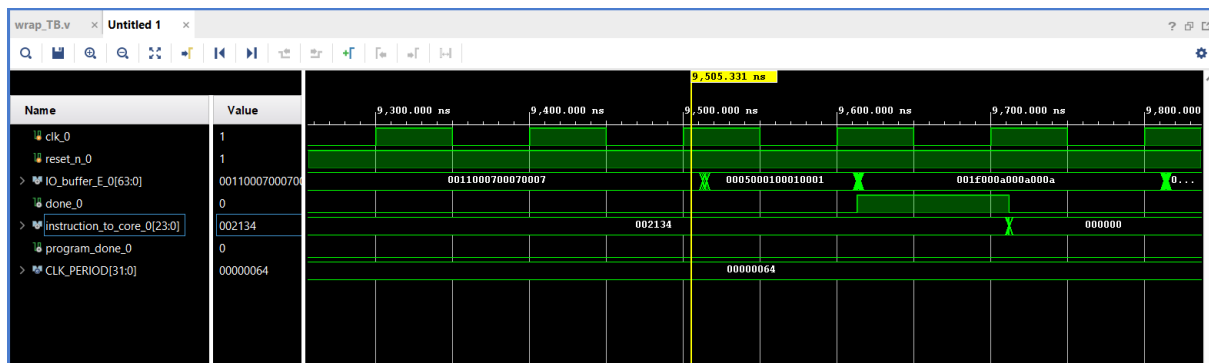 wrap_TB.v × Untitled 1 ×
?
9,505.331 ns
Name Value
9,300.000 ns 9,400.000 ns 9,500.000 ns 9,600.000 ns 9,700.000 ns 9,800.000
clk_0 1
reset_n_0 1
> IO_buffer_E_0[63:0] 00110007000700 0011000700070007 0005000100010001 001f000a000a000a 0...
done_0 0
> instruction_to_core_0[23:0] 002134 002134 000000
program_done_0 0
> CLK_PERIOD[31:0] 00000064 00000064